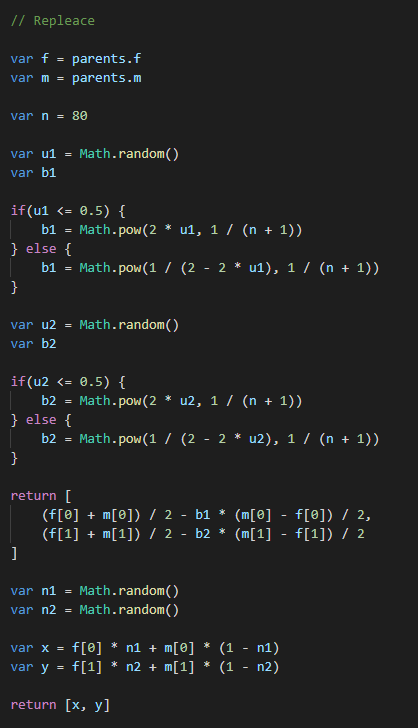 // Repleace
var f = parents.f
var m = parents.m
var n = 80
var u1 = Math.random()
var b1
if(u1 <= 0.5) {
b1 = Math.pow(2 * u1, 1 / (n + 1))
} else {
b1 = Math.pow(1 / (2 - 2 * u1), 1 / (n + 1))
}
var u2 = Math.random()
var b2
if(u2 <= 0.5) {
b2 = Math.pow(2 * u2, 1 / (n + 1))
} else {
b2 = Math.pow(1 / (2 - 2 * u2), 1 / (n + 1))
}
return [
(f[0] + m[0]) / 2 - b1 * (m[0] - f[0]) / 2,
(f[1] + m[1]) / 2 - b2 * (m[1] - f[1]) / 2
]
var n1 = Math.random()
var n2 = Math.random()
var x = f[0] * n1 + m[0] * (1 - n1)
var y = f[1] * n2 + m[1] * (1 - n2)
return [x, y]